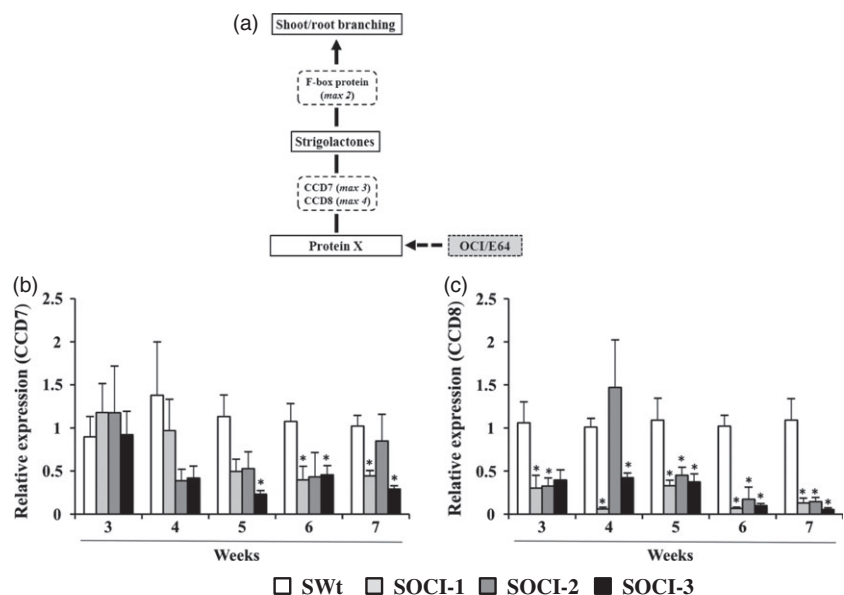 (a)
Shoot/root branching
F-box protein
(max 2)
Strigolactones
CCD7 (max 3)
CCD8 (max 4)
Protein X
OCI/E64
(b)
Relative expression (CCD7)
2.5
2
1.5
1
0.5
0
* * * * *
3 4 5 6 7
Weeks
(c)
Relative expression (CCD8)
2.5
2
1.5
1
0.5
0
* * * * * * * * * * * * *
3 4 5 6 7
Weeks
SWt SOCI-1 SOCI-2 SOCI-3